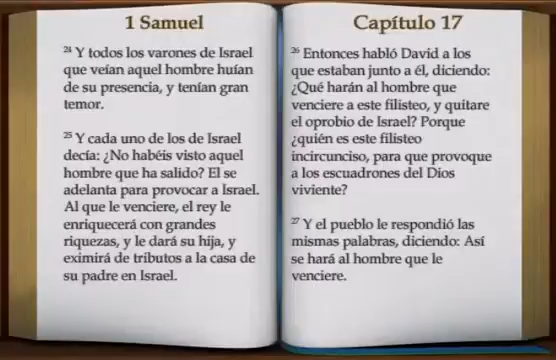 1 Samuel
24 Y todos los varones de Israel
que veían aquel hombre huían
de su presencia, y tenían gran
temor.
25 Y cada uno de los de Israel
decía: ¿No habéis visto aquel
hombre que ha salido? El se
adelanta para provocar a Israel.
Al que le venciere, el rey le
enriquecerá con grandes
riquezas, y le dará su hija, y
eximirá de tributos a la casa de
su padre en Israel.
Capítulo 17
26 Entonces habló David a los
que estaban junto a él, diciendo:
¿Qué harán al hombre que
venciere a este filisteo, y quitare
el oprobio de Israel? Porque
¿quién es este filisteo
incircunciso, para que provoque
a los escuadrones del Dios
viviente?
27 Y el pueblo le respondió las
mismas palabras, diciendo: Así
se hará al hombre que le
venciere.